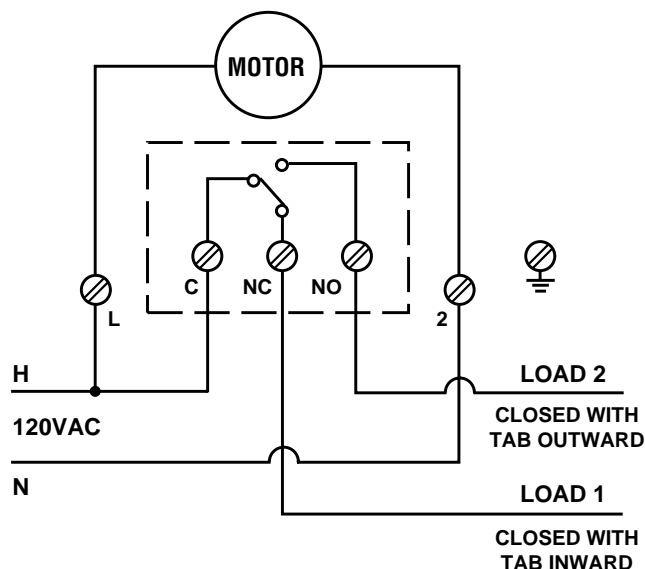 MOTOR
C
NC
NO
L
2
H
LOAD 2
120VAC
CLOSED WITH
TAB OUTWARD
N
LOAD 1
CLOSED WITH
TAB INWARD